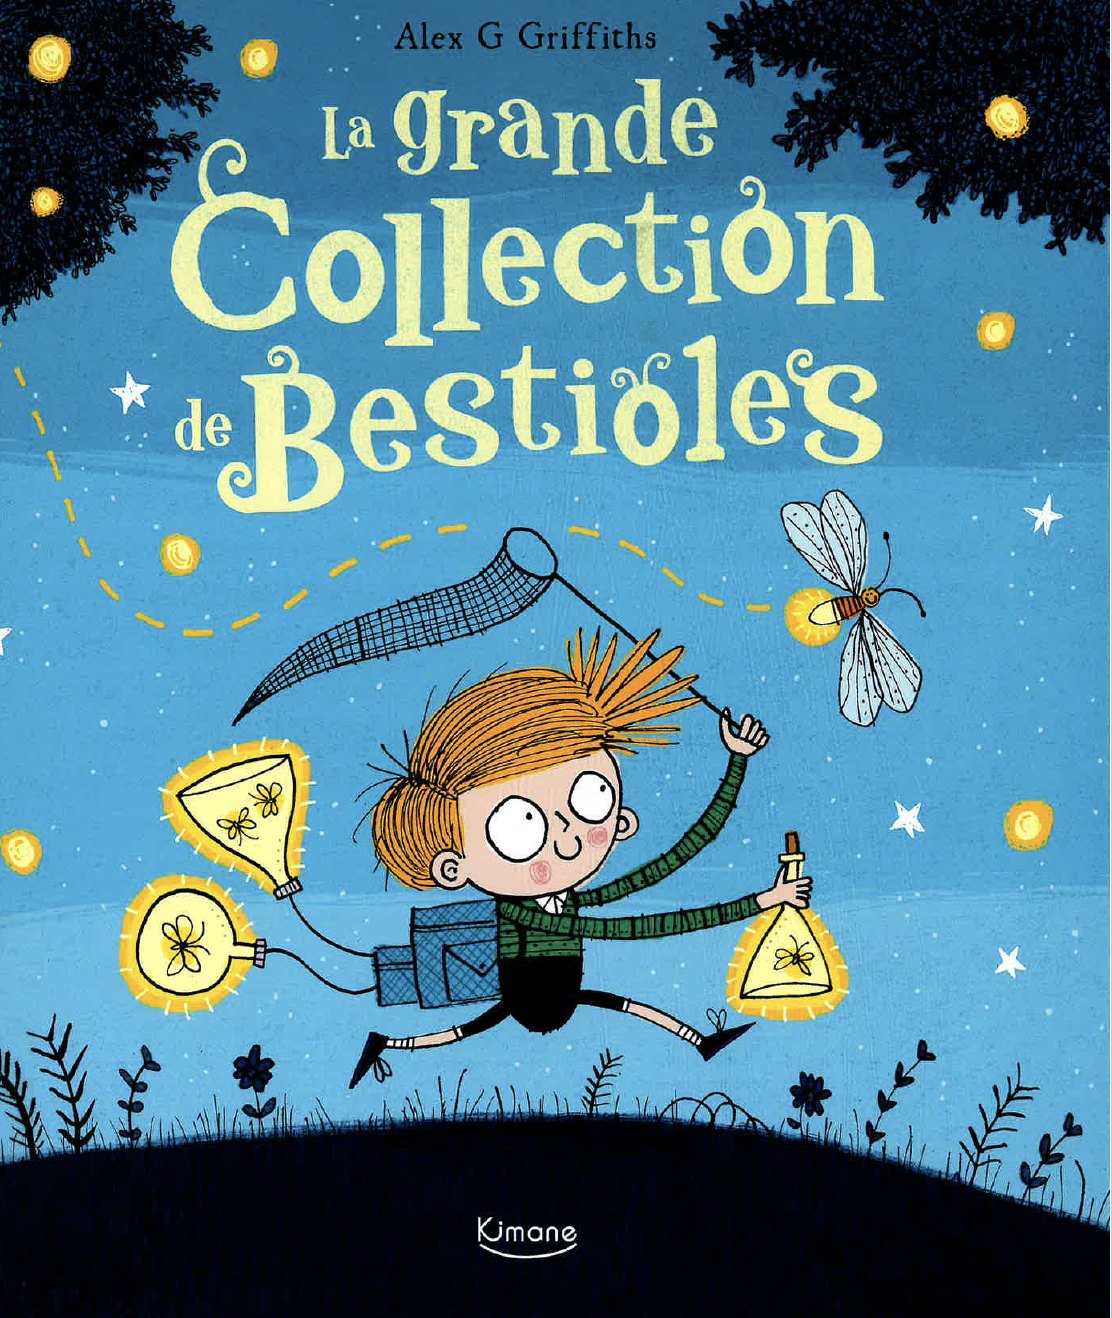 Alex G Griffiths
La grande
Collection
de Bestioles
Kimane